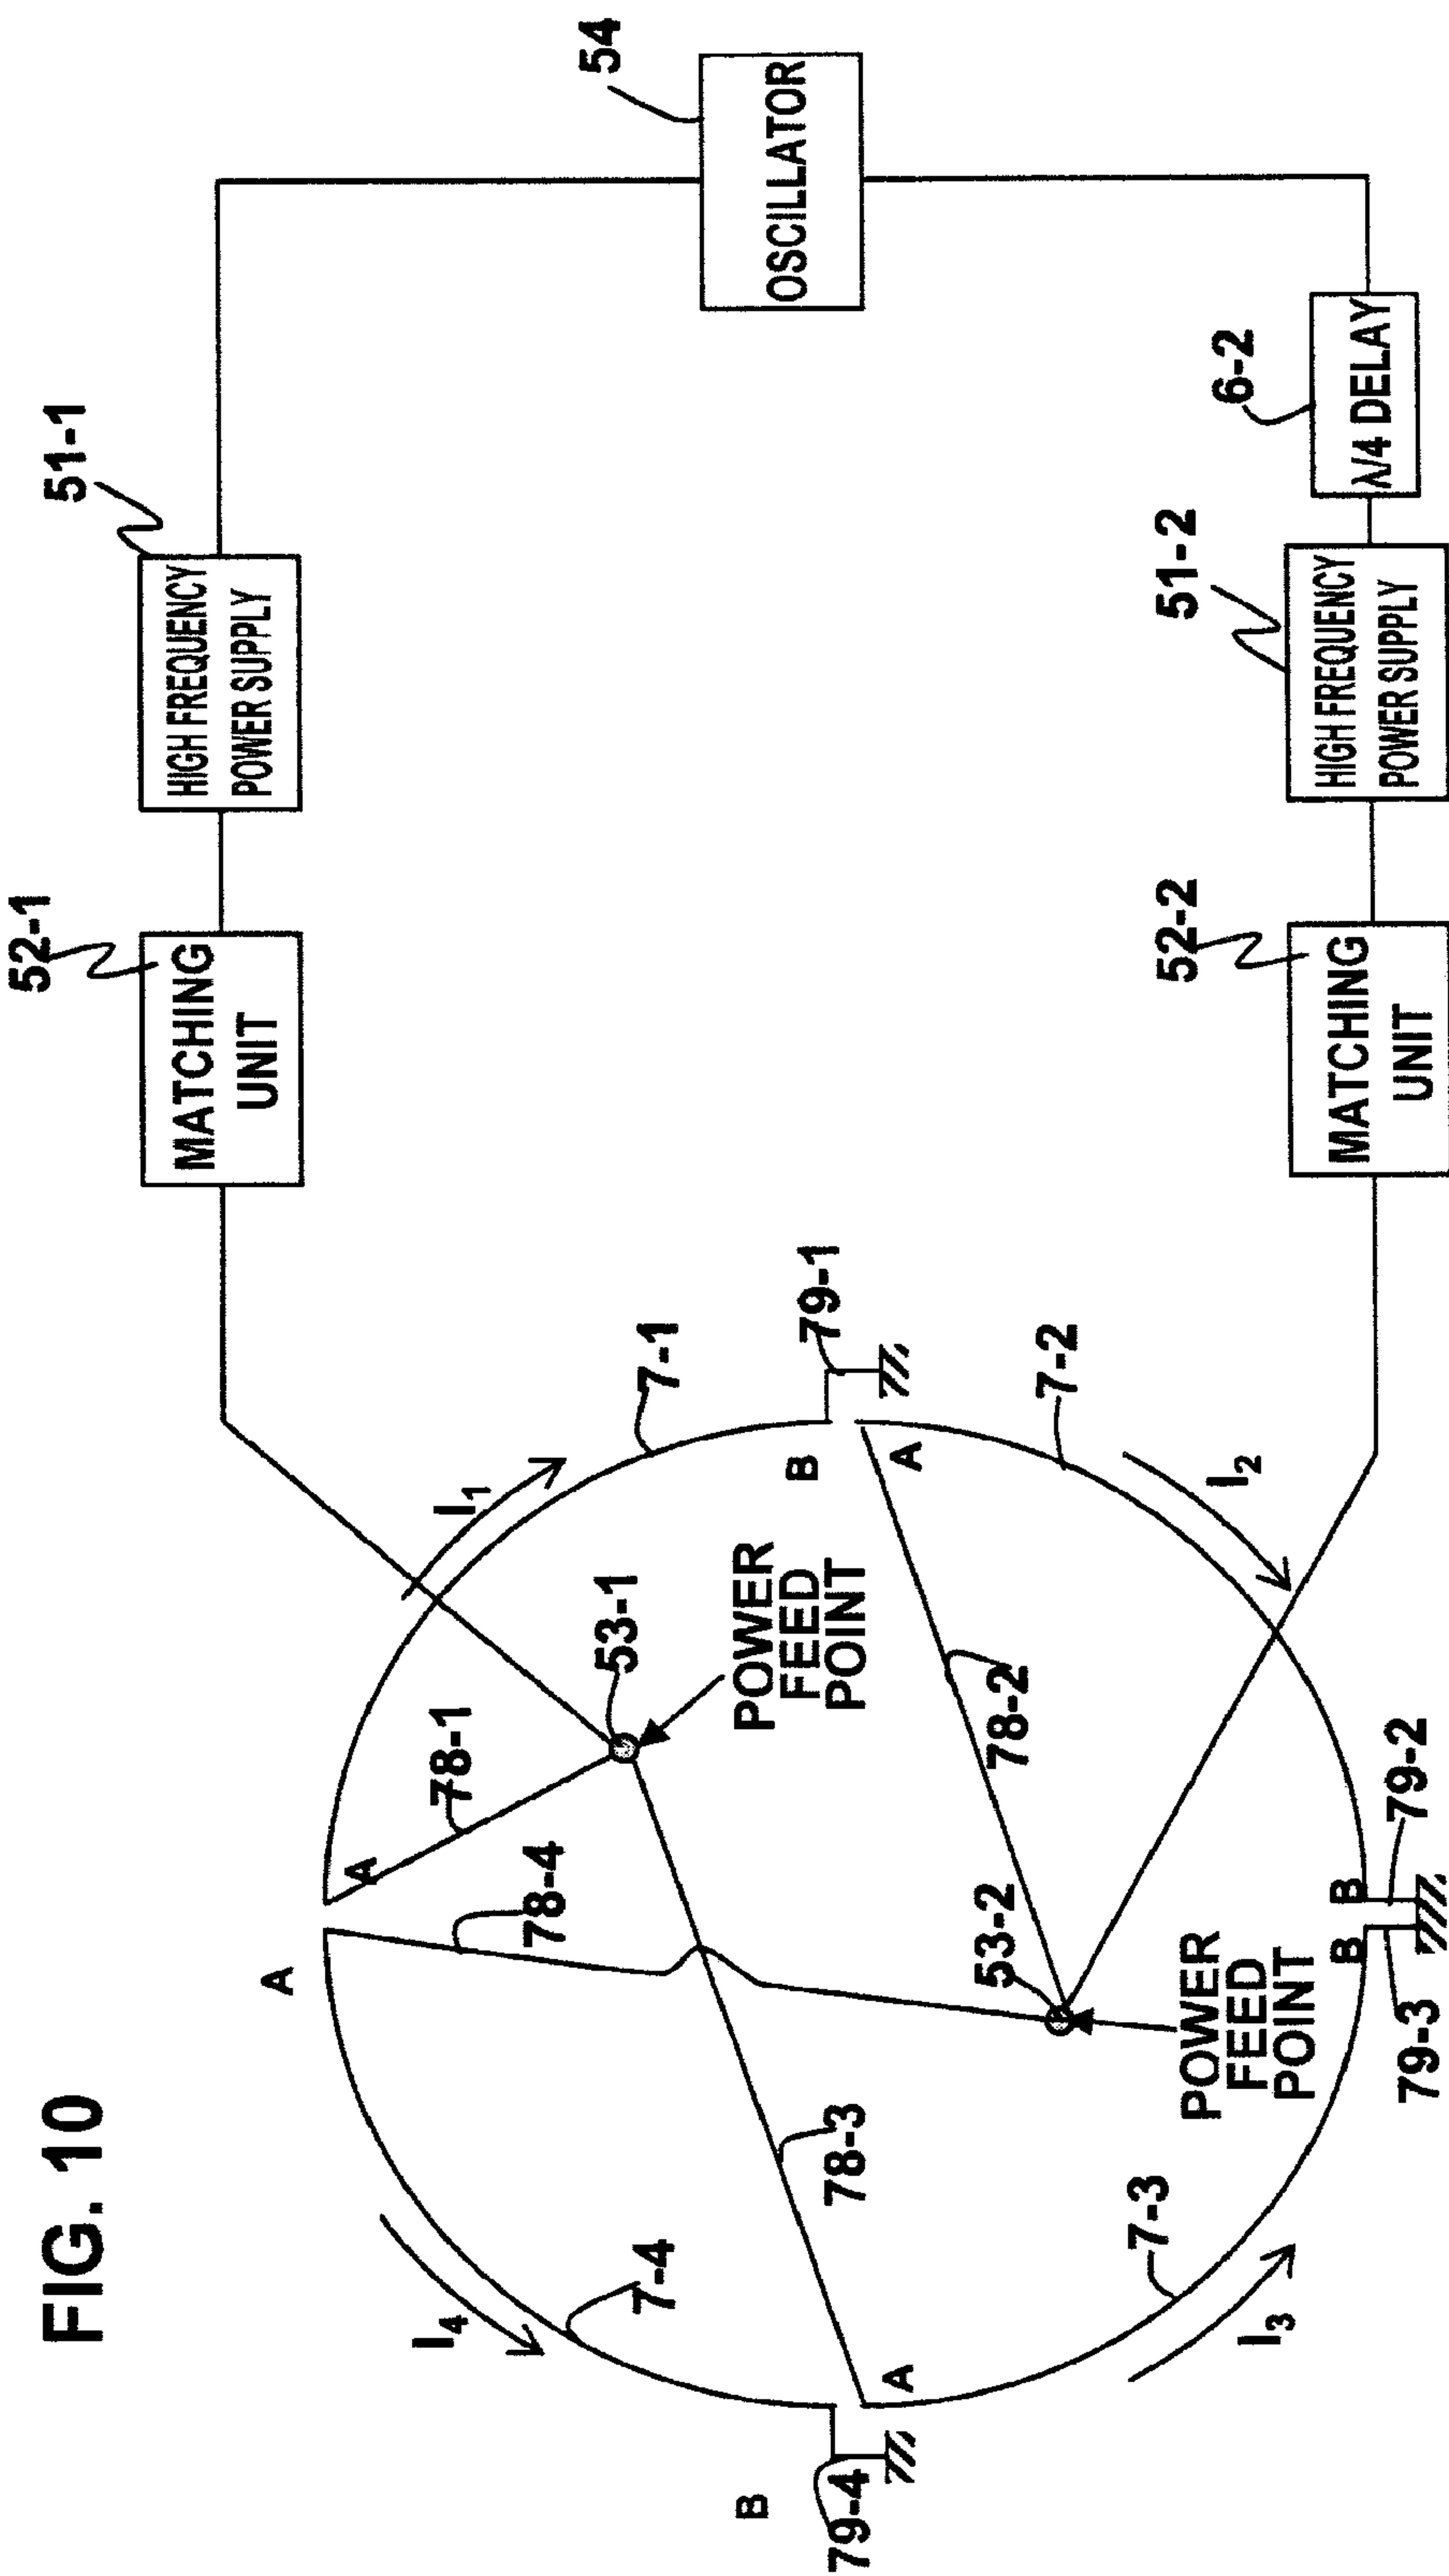 FIG. 10
54
OSCILLATOR
51-1
HIGH FREQUENCY
POWER SUPPLY
52-1
MATCHING
UNIT
6-2
λ/4 DELAY
51-2
HIGH FREQUENCY
POWER SUPPLY
52-2
MATCHING
UNIT
I4
7-4
A
78-4
A
78-1
53-1
POWER
FEED
POINT
I1
7-1
B
79-1
B
79-4
A
78-3
7-3
I3
53-2
POWER
FEED
POINT
78-2
A
7-2
I2
B
79-3
B
79-2